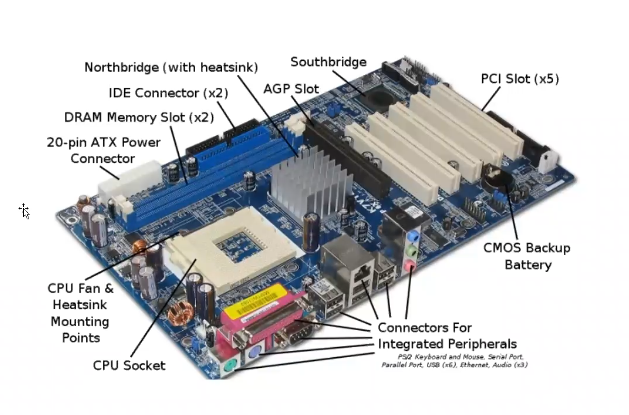 Southbridge
Northbridge (with heatsink)
PCI Slot (x5)
AGP Slot
IDE Connector (x2)
DRAM Memory Slot (x2)
20-pin ATX Power
Connector
CMOS Backup
Battery
CPU Fan &
Heatsink
Mounting
Points
Connectors For
Integrated Peripherals
PS/2 Keyboard and Mouse, Serial Port,
Parallel Port, USB (x6), Ethernet, Audio (x3)
CPU Socket